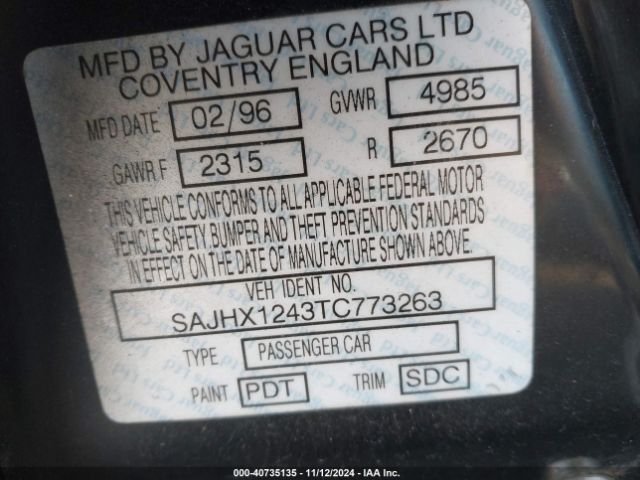 MFD BY JAGUAR CARS LTD
COVENTRY ENGLAND
MFD DATE 02/96 GVWR 4985
GAWR F 2315 R 2670
THIS VEHICLE CONFORMS TO ALL APPLICABLE FEDERAL MOTOR
VEHICLE SAFETY, BUMPER AND THEFT PREVENTION STANDARDS
IN EFFECT ON THE DATE OF MANUFACTURE SHOWN ABOVE.
VEH IDENT NO.
SAJHX1243TC773263
TYPE PASSENGER CAR
PAINT PDT TRIM SDC
000-40735135 - 11/12/2024 - IAA Inc.